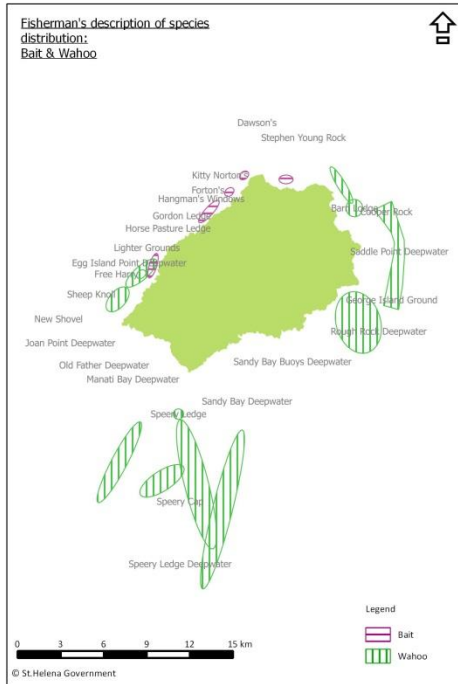 Fisherman's description of species
distribution:
Bait & Wahoo
Dawson's
Stephen Young Rock
Kitty Norton
Forton's
Hangman's Windows
Barn Lodge
Cooper Rock
Gordon Ledge
Horse Pasture Ledge
Lighter Grounds
Saddle Point Deepwater
Egg Island Point Deepwater
Free Harry
Sheep Knoll
George Island Ground
New Shovel
Rough Rock Deepwater
Joan Point Deepwater
Old Father Deepwater
Sandy Bay Buoys Deepwater
Manati Bay Deepwater
Sandy Bay Deepwater
Speery Ledge
Speery Cap
Speery Ledge Deepwater
Legend
Bait
Wahoo
0 3 6 9 12 15 km
© St.Helena Government